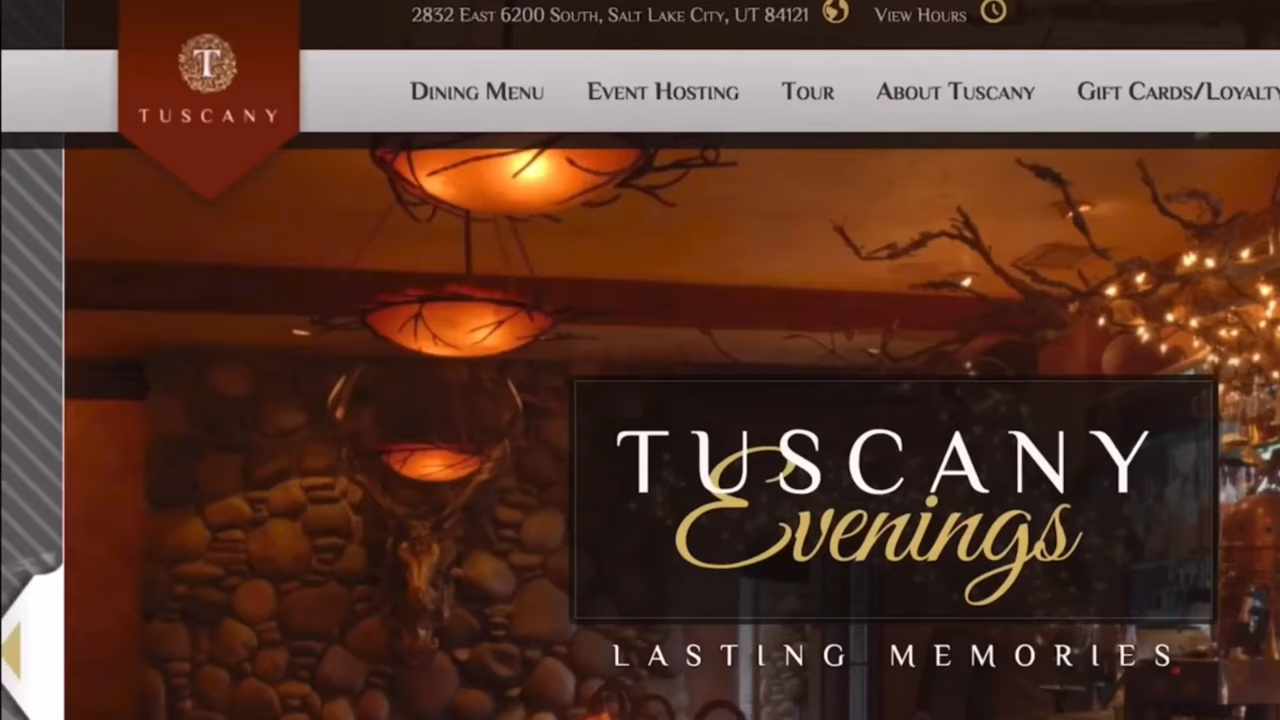 2832 East 6200 South, Salt Lake City, UT 84121 View Hours
T
TUSCANY
Dining Menu Event Hosting Tour About Tuscany Gift Cards/Loyalty
TUSCANY
Evenings
LASTING MEMORIES